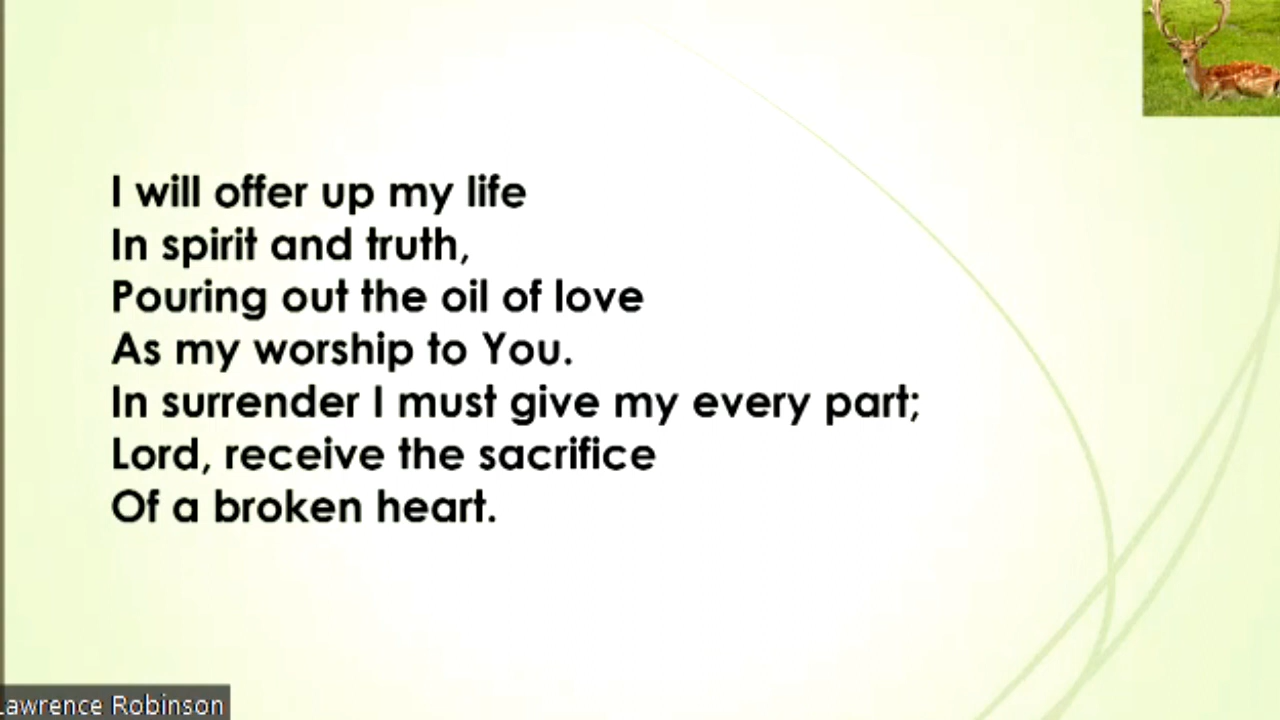 I will offer up my life
In spirit and truth,
Pouring out the oil of love
As my worship to You.
In surrender I must give my every part;
Lord, receive the sacrifice
Of a broken heart.
Lawrence Robinson